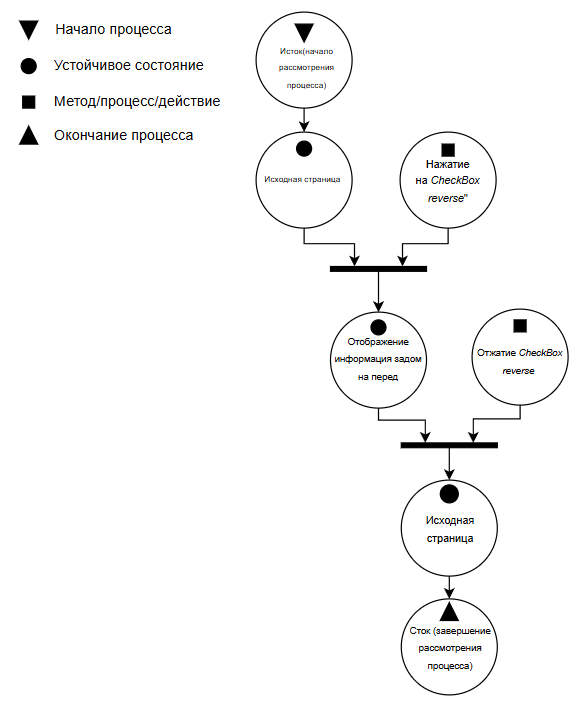 Начало процесса
Устойчивое состояние
Метод/процесс/действие
Окончание процесса
Исток(начало
рассмотрения
процесса)
Исходная страница
Нажатие
на CheckBox
reverse"
Отображение
информация задом
на перед
Отжатие CheckBox
reverse
Исходная
страница
Сток (завершение
рассмотрения
процесса)